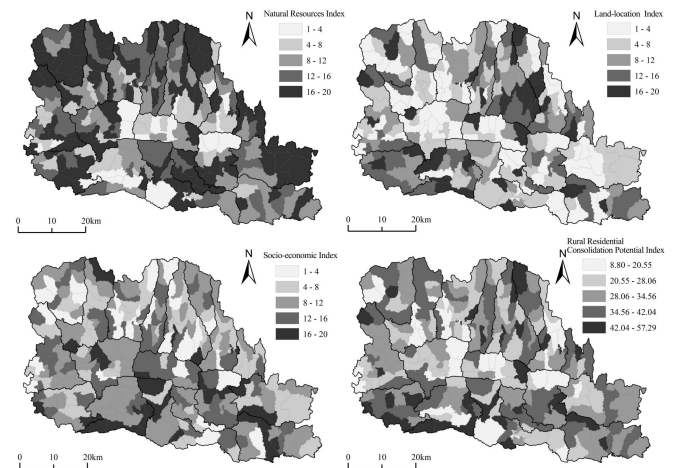 N
Natural Resources Index
1 - 4
4 - 8
8 - 12
12 - 16
16 - 20
0 10 20km
N
Land-location Index
1 - 4
4 - 8
8 - 12
12 - 16
16 - 20
0 10 20km
N
Socio-economic Index
1 - 4
4 - 8
8 - 12
12 - 16
16 - 20
0 10 20km
Rural Residential
N
Consolidation Potential Index
8.80 - 20.55
20.55 - 28.06
28.06 - 34.56
34.56 - 42.04
42.04 - 57.29
0 10 20km